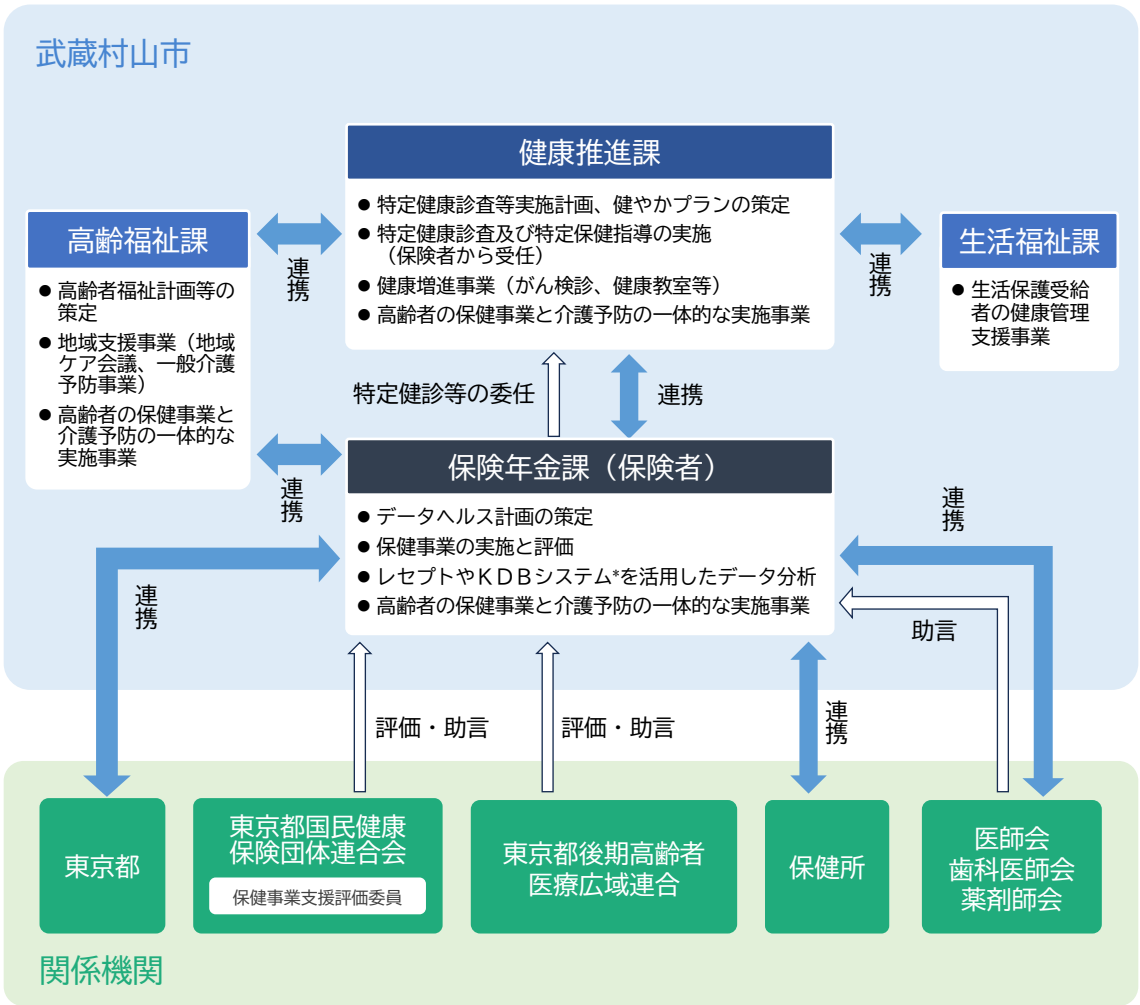 武蔵村山市
健康推進課
● 特定健康診査等実施計画、健やかプランの策定
● 特定健康診査及び特定保健指導の実施
（保険者から受任）
● 健康増進事業（がん検診、健康教室等）
● 高齢者の保健事業と介護予防の一体的な実施事業
高齢福祉課
● 高齢者福祉計画等の
策定
● 地域支援事業（地域
ケア会議、一般介護
予防事業）
● 高齢者の保健事業と
介護予防の一体的な
実施事業
連携
連携
生活福祉課
● 生活保護受給
者の健康管理
支援事業
特定健診等の委任
連携
連携
保険年金課（保険者）
● データヘルス計画の策定
● 保健事業の実施と評価
● レセプトやＫＤＢシステム*を活用したデータ分析
● 高齢者の保健事業と介護予防の一体的な実施事業
連携
連携
助言
評価・助言
評価・助言
連携
東京都
東京都国民健康
保険団体連合会
保健事業支援評価委員
東京都後期高齢者
医療広域連合
保健所
医師会
歯科医師会
薬剤師会
関係機関